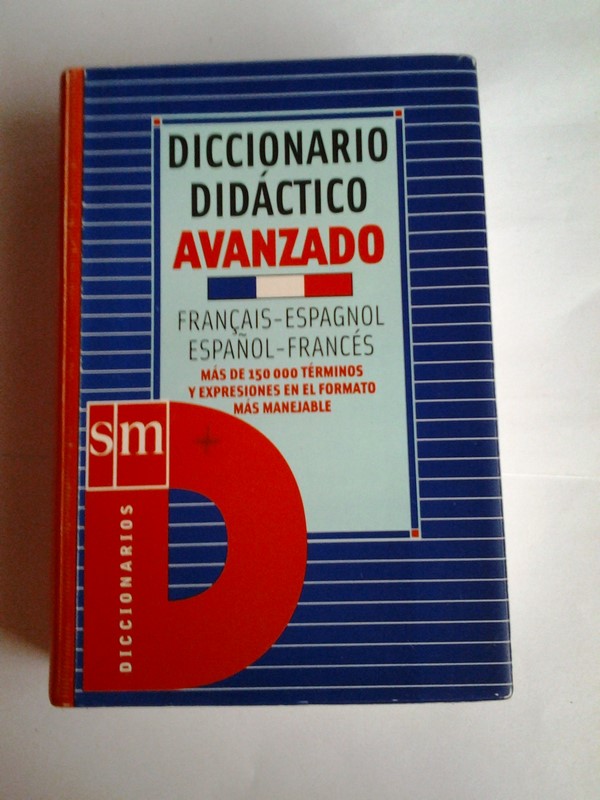 DICCIONARIO
DIDÁCTICO
AVANZADO
FRANÇAIS-ESPAGNOL
ESPAÑOL-FRANCÉS
MÁS DE 150 000 TÉRMINOS
Y EXPRESIONES EN EL FORMATO
MÁS MANEJABLE
sm
DICCIONARIOS